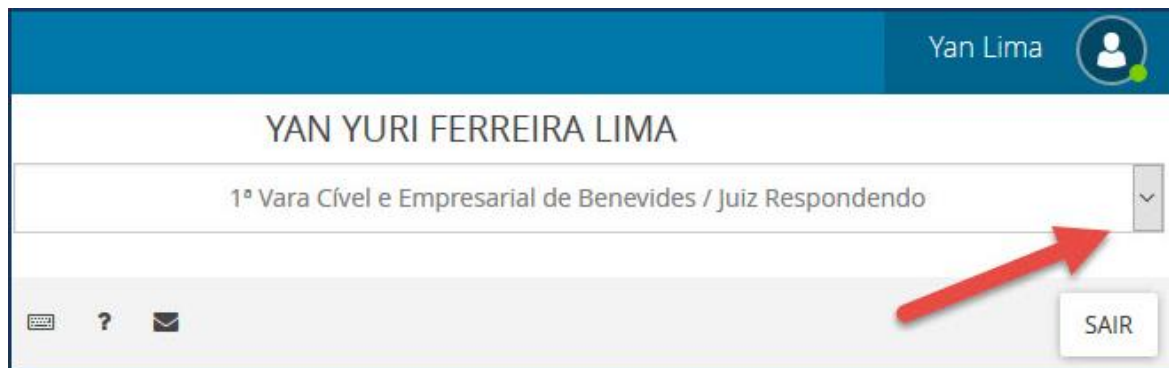 Yan Lima
YAN YURI FERREIRA LIMA
1ª Vara Cível e Empresarial de Benevides / Juiz Respondendo
?
SAIR